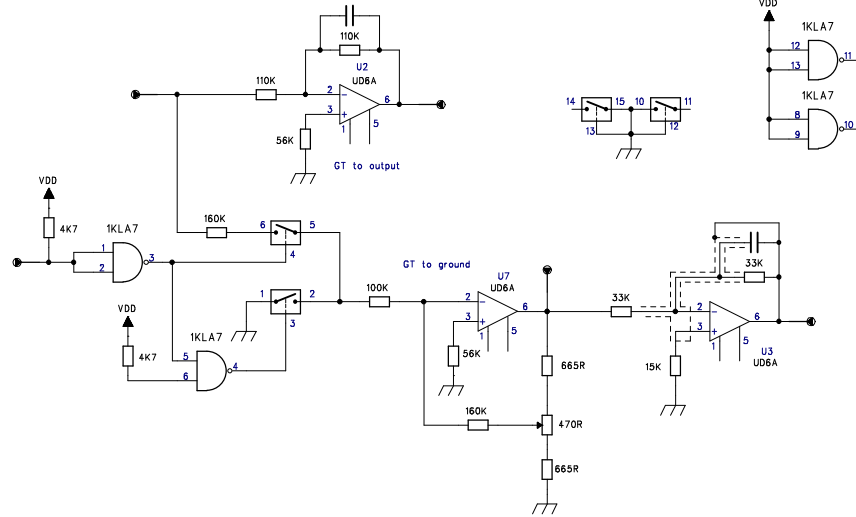 VDD
1KLA7
110K
12
11
13
U2
110K
UD6A
2
6
3
14
15
10
11
1KLA7
1
5
13
12
8
10
56K
9
GT to output
VDD
160K
6
5
4K7
1KLA7
4
1
3
2
GT to ground
33K
U7
100K
UD6A
1
2
33K
2
6
2
VDD
3
3
6
1KLA7
1
5
3
1
5
U3
4K7
5
4
56K
15K
UD6A
6
665R
160K
470R
665R